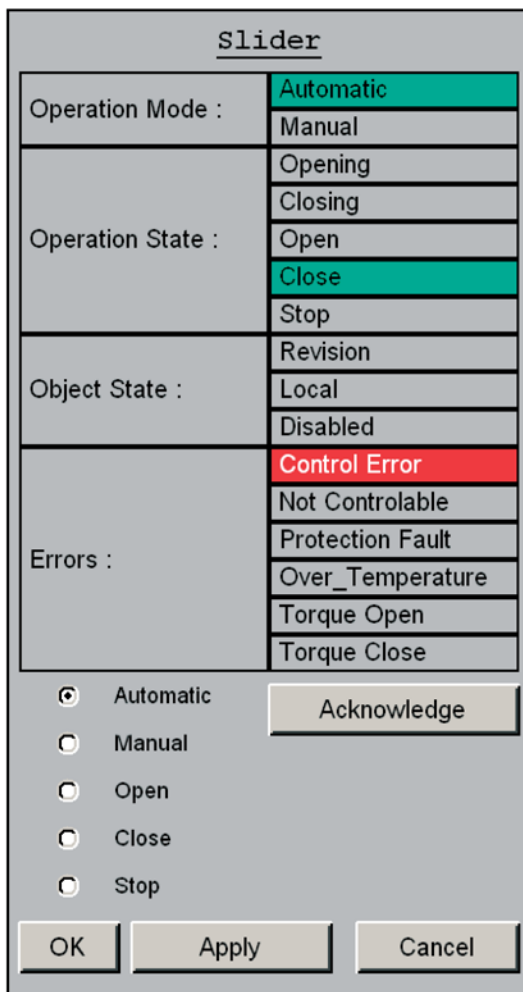 Slider
Operation Mode :
Automatic
Manual
Operation State :
Opening
Closing
Open
Close
Stop
Object State :
Revision
Local
Disabled
Errors :
Control Error
Not Controlable
Protection Fault
Over_Temperature
Torque Open
Torque Close
Automatic
Acknowledge
Manual
Open
Close
Stop
OK
Apply
Cancel